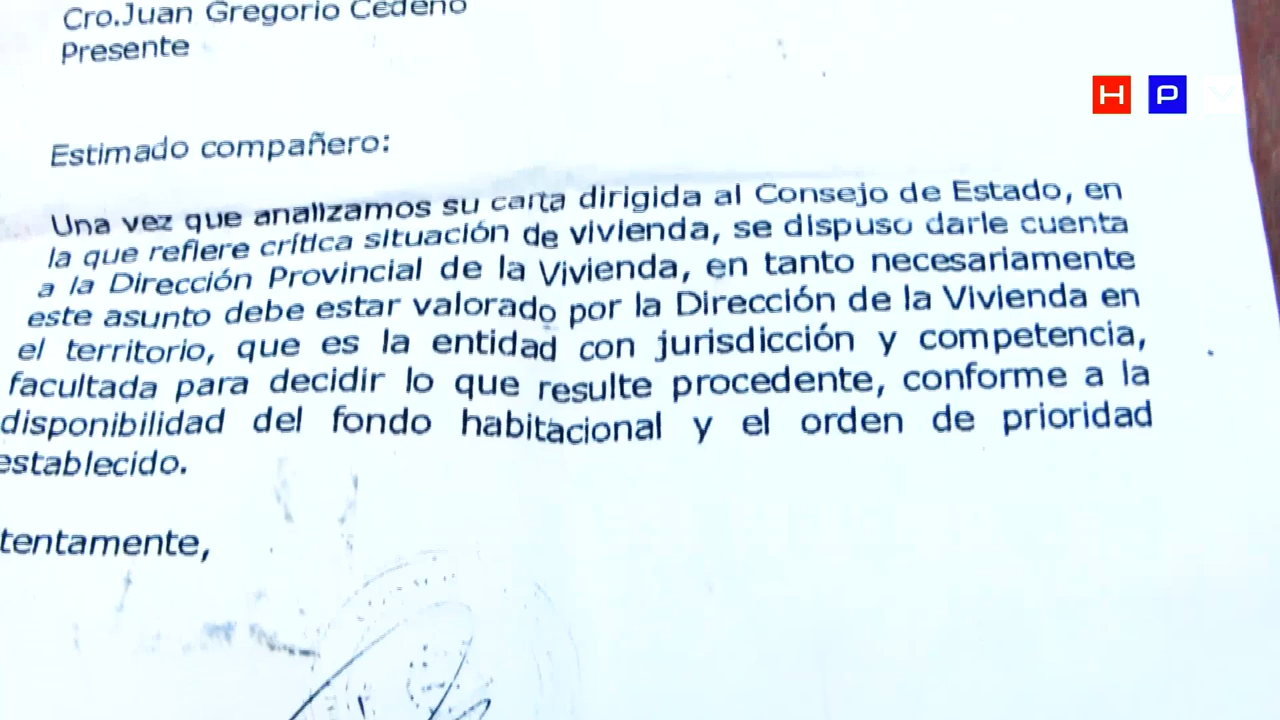 Cro.Juan Gregorio Cedeño
Presente
H P V
Estimado compañero:
Una vez que analizamos su carta dirigida al Consejo de Estado, en
la que refiere crítica situación de vivienda, se dispuso darle cuenta
a la Dirección Provincial de la Vivienda, en tanto necesariamente
este asunto debe estar valorado por la Dirección de la Vivienda en
el territorio, que es la entidad con jurisdicción y competencia,
facultada para decidir lo que resulte procedente, conforme a la
disponibilidad del fondo habitacional y el orden de prioridad
establecido.
tentamente,